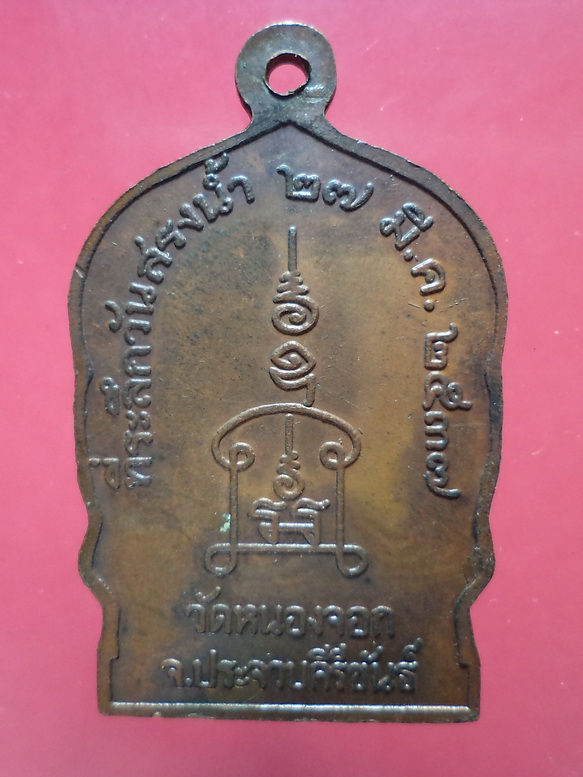 ที่ระลึกวันสรงน้ำ ๒๗ มี.ค. ๒๕๓๗
วัดหนองจอก
จ.ประจวบคีรีขันธ์